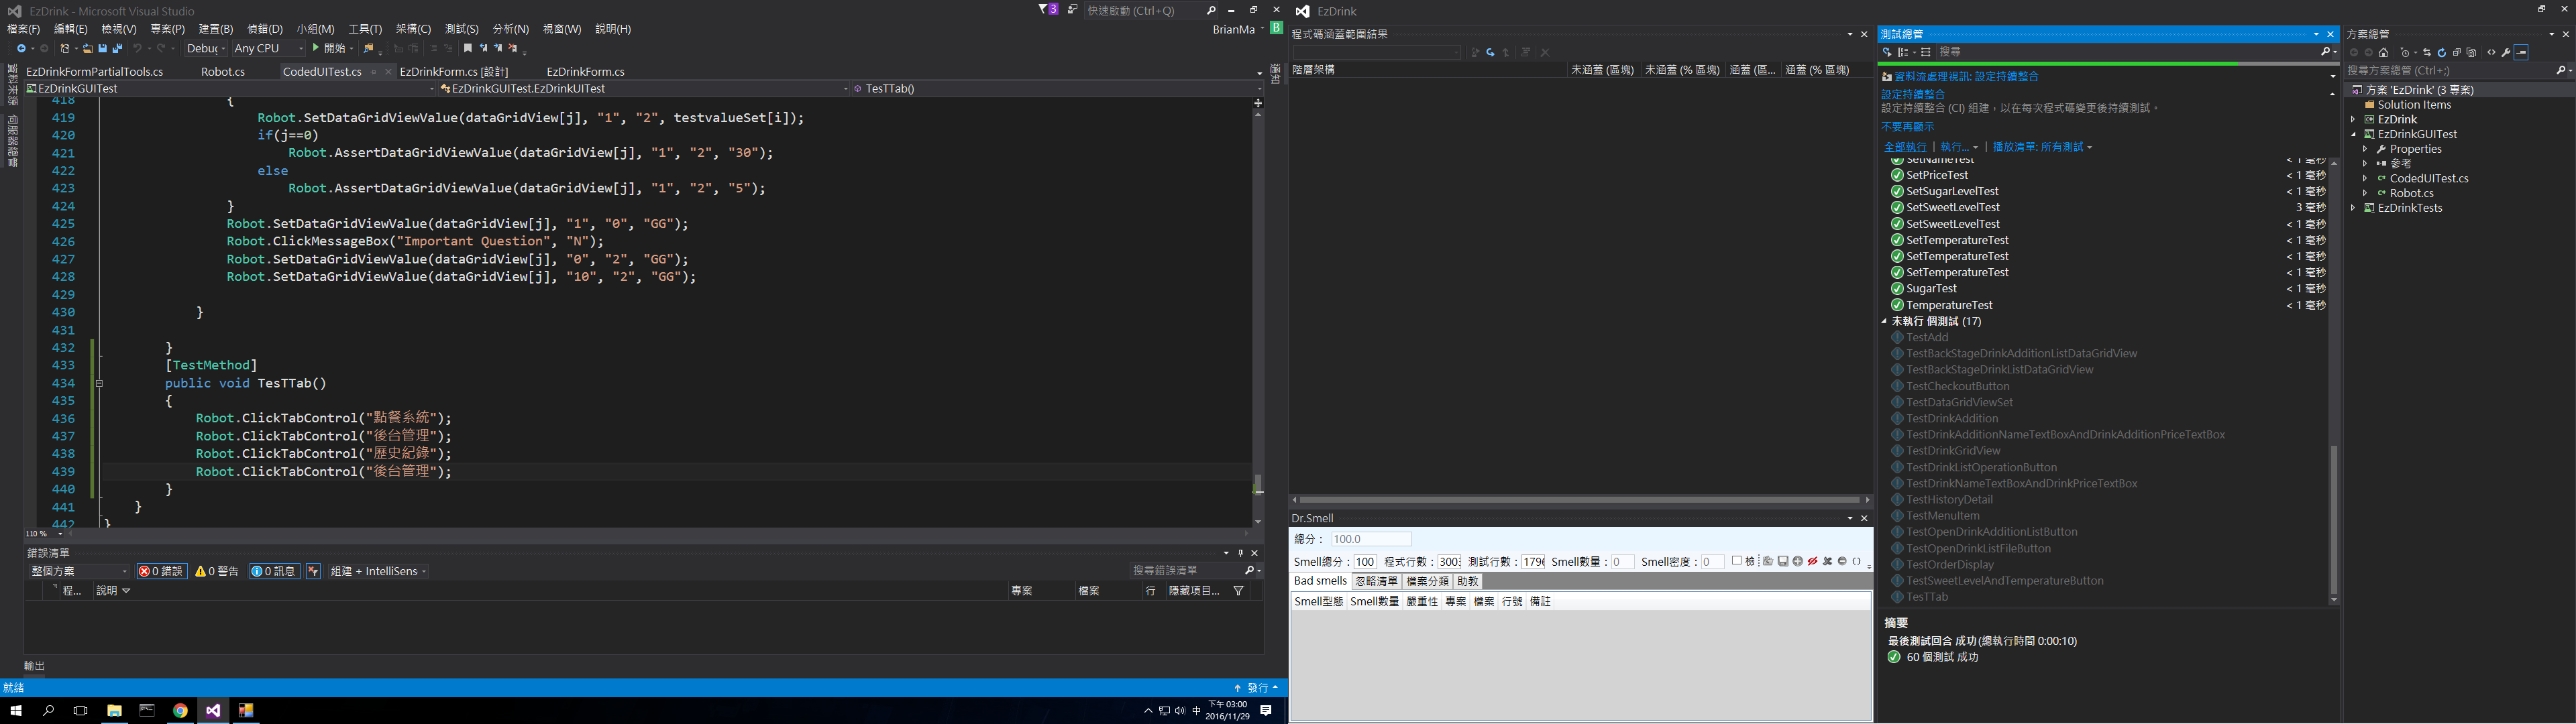 EzDrink - Microsoft Visual Studio
3
快速啟動 (Ctrl+Q)
檔案(F) 編輯(E) 檢視(V) 專案(P) 建置(B) 偵錯(D) 小組(M) 工具(T) 架構(C) 測試(S) 分析(N) 視窗(W) 說明(H)
BrianMa B
Debug Any CPU 開始
資料來源
伺服器總管
EzDrinkFormPartialTools.cs Robot.cs CodedUITest.cs EzDrinkForm.cs [設計] EzDrinkForm.cs
通知
EzDrinkGUITest EzDrinkGUITest.EzDrinkUITest TesTTab()
418 {
419 Robot.SetDataGridViewValue(dataGridView[j], "1", "2", testvalueSet[i]);
420 if(j==0)
421 Robot.AssertDataGridViewValue(dataGridView[j], "1", "2", "30");
422 else
423 Robot.AssertDataGridViewValue(dataGridView[j], "1", "2", "5");
424 }
425 Robot.SetDataGridViewValue(dataGridView[j], "1", "0", "GG");
426 Robot.ClickMessageBox("Important Question", "N");
427 Robot.SetDataGridViewValue(dataGridView[j], "0", "2", "GG");
428 Robot.SetDataGridViewValue(dataGridView[j], "10", "2", "GG");
429
430 }
431
432 }
433 [TestMethod]
434 public void TesTTab()
435 {
436 Robot.ClickTabControl("點餐系統");
437 Robot.ClickTabControl("後台管理");
438 Robot.ClickTabControl("歷史紀錄");
439 Robot.ClickTabControl("後台管理");
440 }
441 }
442 }
110 %
錯誤清單
整個方案 0 錯誤 0 警告 0 訊息 組建 + IntelliSens 搜尋錯誤清單
程... 說明 專案 檔案 行 隱藏項目...
輸出
就緒 發行
中 下午 03:00
2016/11/29
EzDrink
程式碼涵蓋範圍結果
階層架構 未涵蓋 (區塊) 未涵蓋 (% 區塊) 涵蓋 (區... 涵蓋 (% 區塊)
Dr.Smell
總分： 100.0
Smell總分： 100 程式行數： 3003 測試行數： 1796 Smell數量： 0 Smell密度： 0 檢
Bad smells 忽略清單 檔案分類 助教
Smell型態 Smell數量 嚴重性 專案 檔案 行號 備註
測試總管
搜尋
資料流處理視訊: 設定持續整合
設定持續整合
設定持續整合 (CI) 組建，以在每次程式碼變更後持續測試。
不要再顯示
全部執行 | 執行... | 播放清單: 所有測試
SetNameTest < 1 毫秒
SetPriceTest < 1 毫秒
SetSugarLevelTest < 1 毫秒
SetSweetLevelTest 3 毫秒
SetSweetLevelTest < 1 毫秒
SetTemperatureTest < 1 毫秒
SetTemperatureTest < 1 毫秒
SetTemperatureTest < 1 毫秒
SugarTest < 1 毫秒
TemperatureTest < 1 毫秒
未執行 個測試 (17)
TestAdd
TestBackStageDrinkAdditionListDataGridView
TestBackStageDrinkListDataGridView
TestCheckoutButton
TestDataGridViewSet
TestDrinkAddition
TestDrinkAdditionNameTextBoxAndDrinkAdditionPriceTextBox
TestDrinkGridView
TestDrinkListOperationButton
TestDrinkNameTextBoxAndDrinkPriceTextBox
TestHistoryDetail
TestMenuItem
TestOpenDrinkAdditionListButton
TestOpenDrinkListFileButton
TestOrderDisplay
TestSweetLevelAndTemperatureButton
TesTTab
摘要
最後測試回合 成功 (總執行時間 0:00:10)
60 個測試 成功
方案總管
搜尋方案總管 (Ctrl+;)
方案 'EzDrink' (3 專案)
Solution Items
EzDrink
EzDrinkGUITest
Properties
參考
CodedUITest.cs
Robot.cs
EzDrinkTests